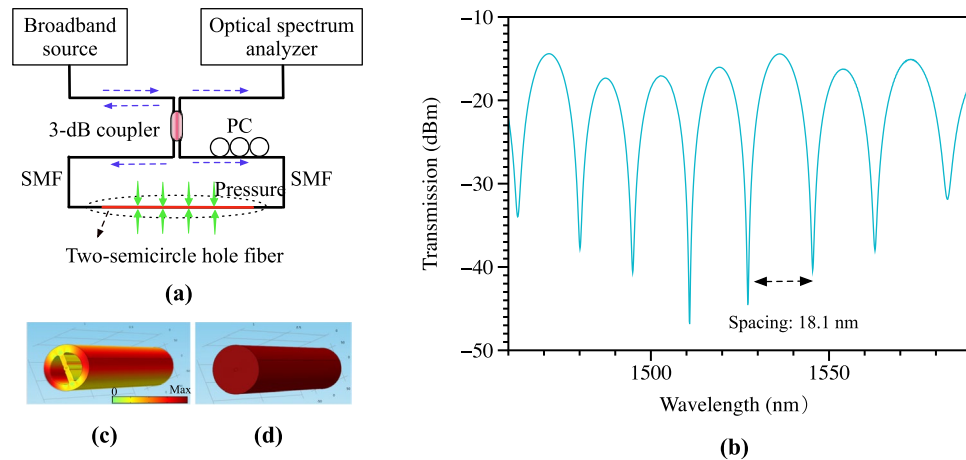 Broadband
source
Optical spectrum
analyzer
3-dB coupler
PC
SMF
Pressure
SMF
Two-semicircle hole fiber
(a)
0
Max
(c)
(d)
−10
−20
−30
−40
−50
Transmission (dBm)
Spacing: 18.1 nm
1500
1550
Wavelength (nm）
(b)